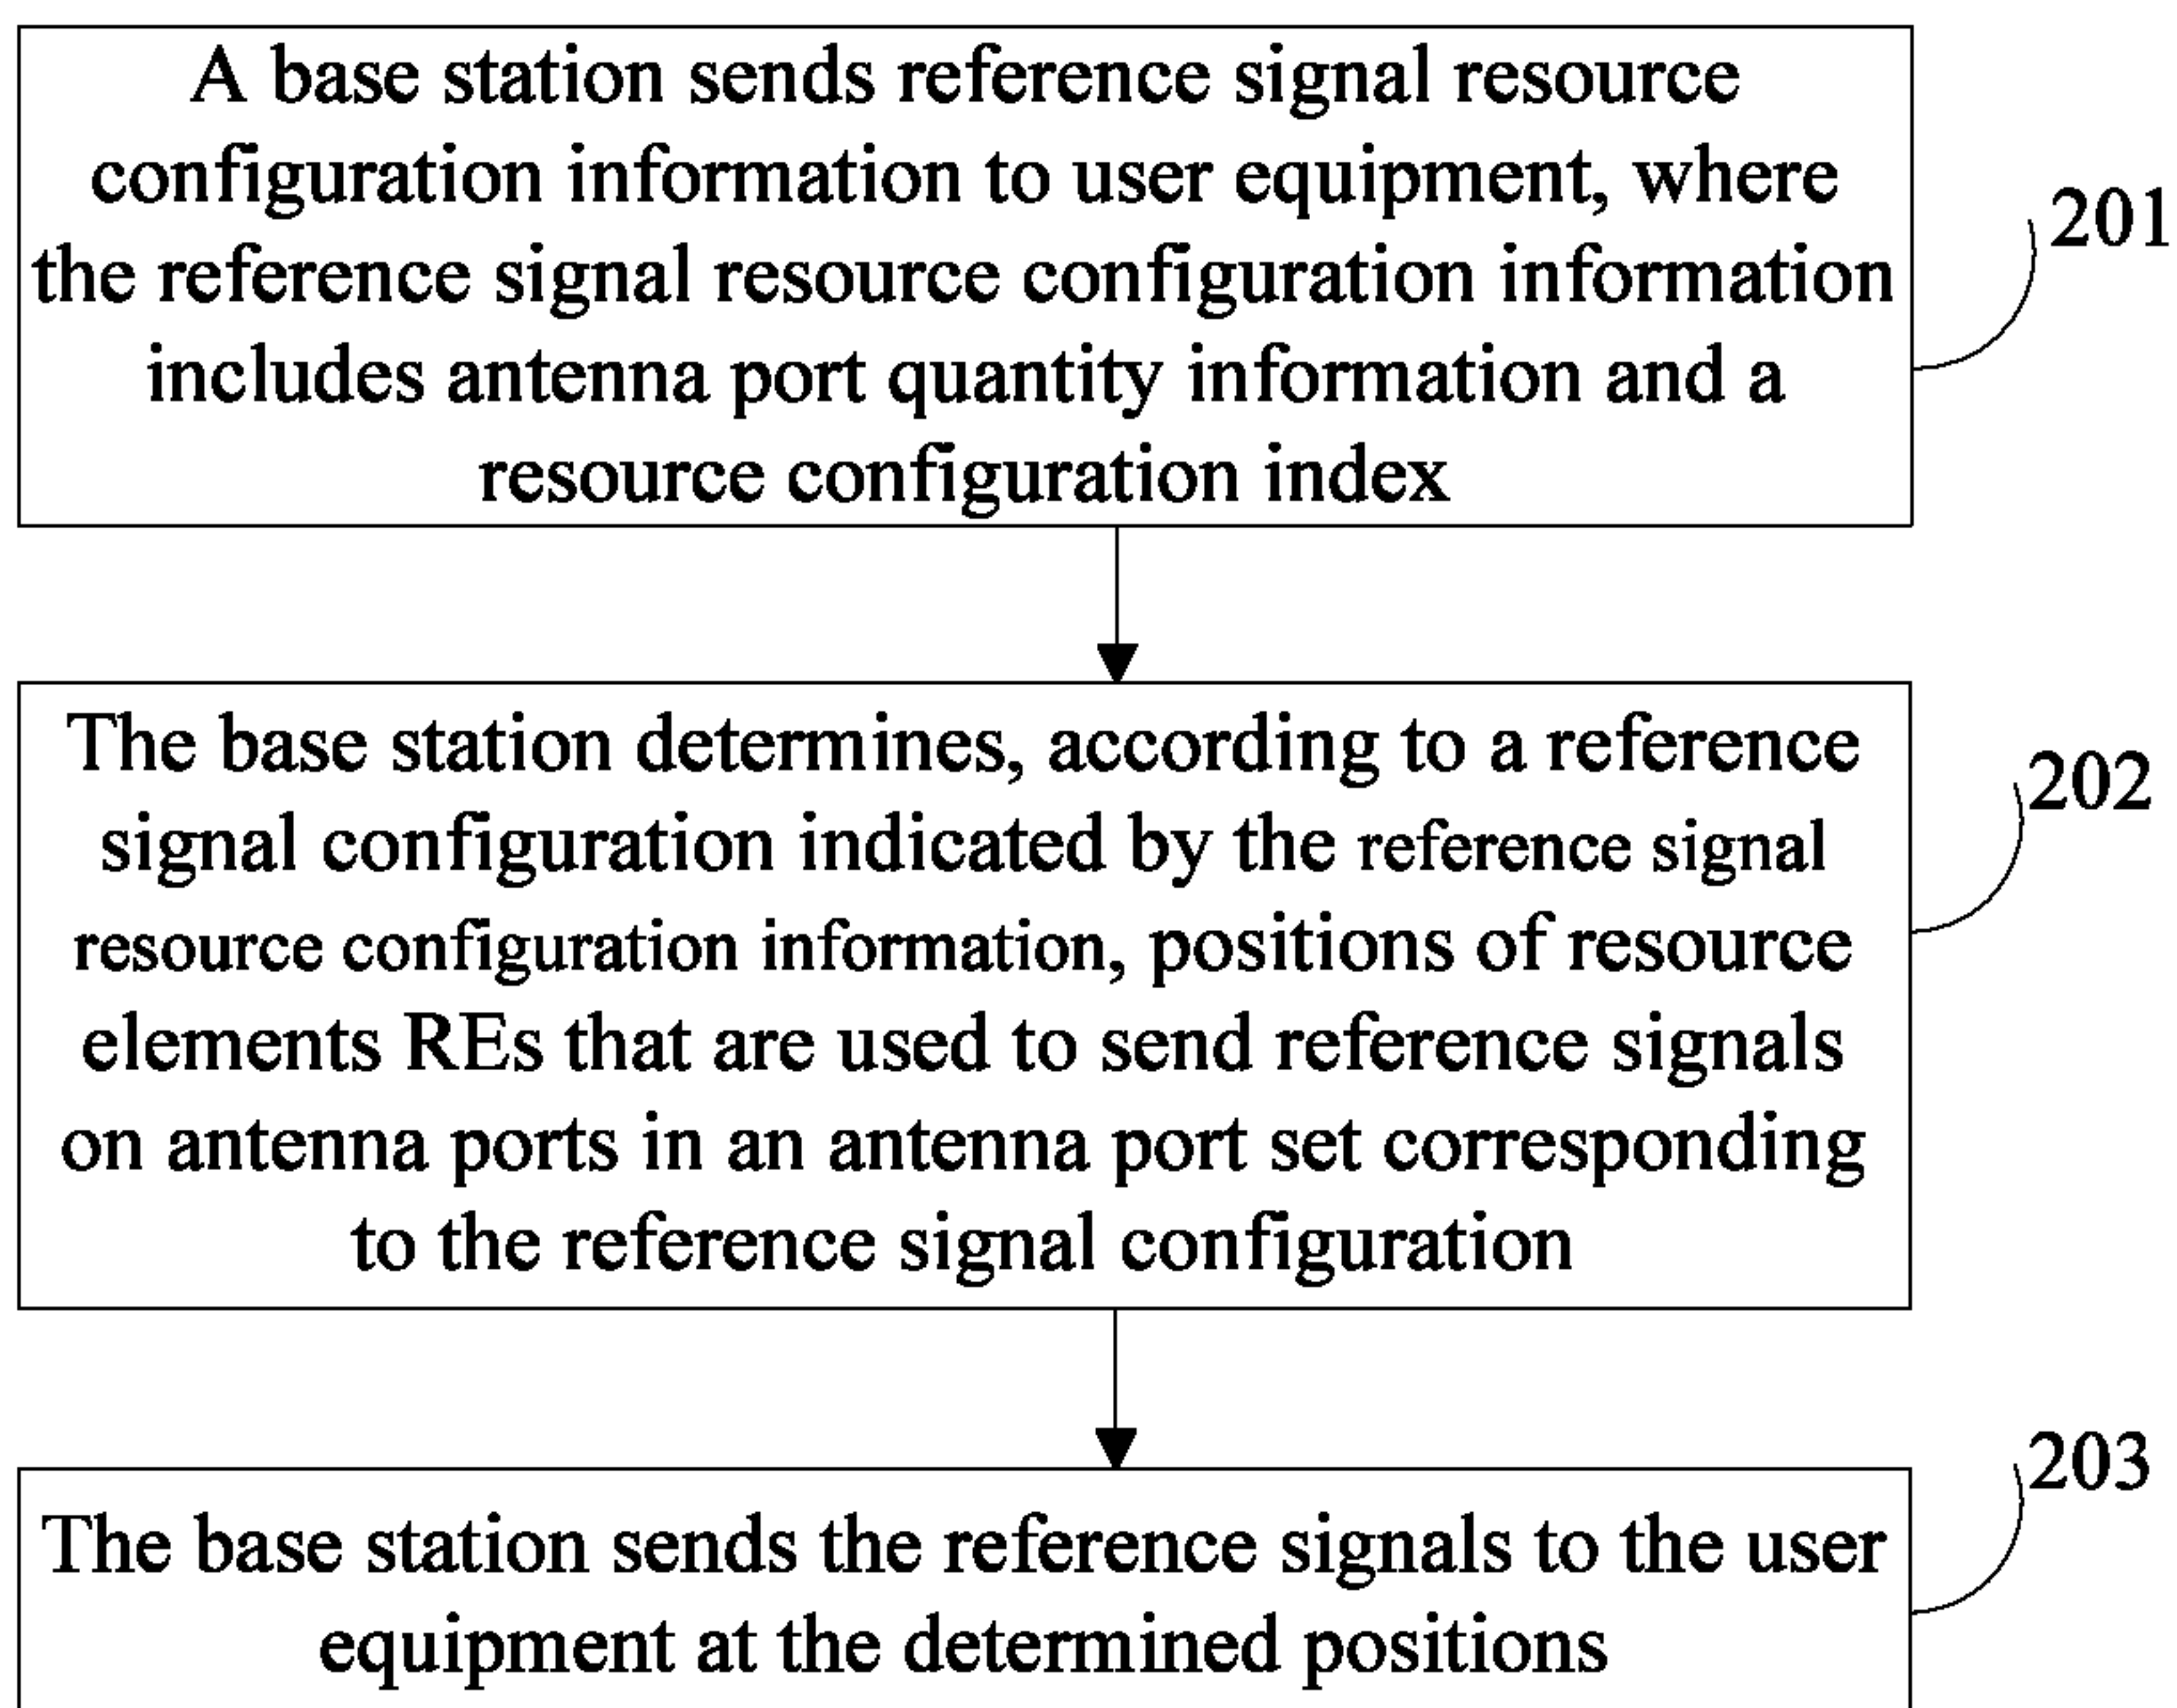 A base station sends reference signal resource
configuration information to user equipment, where
the reference signal resource configuration information
includes antenna port quantity information and a
resource configuration index
201
The base station determines, according to a reference
signal configuration indicated by the reference signal
resource configuration information, positions of resource
elements REs that are used to send reference signals
on antenna ports in an antenna port set corresponding
to the reference signal configuration
202
The base station sends the reference signals to the user
equipment at the determined positions
203